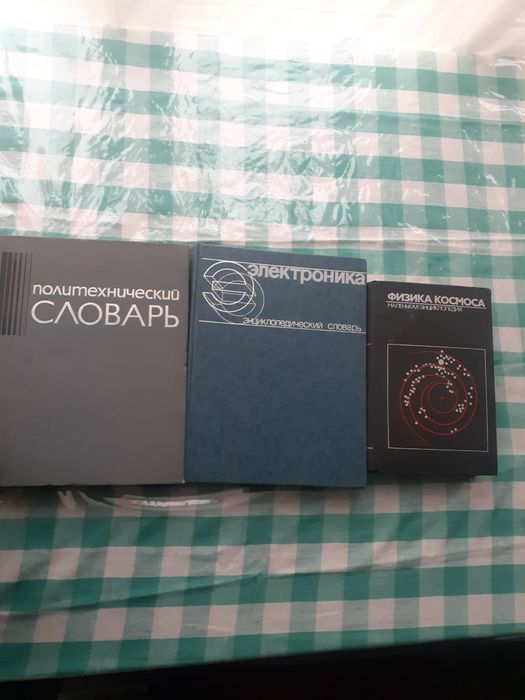 политехнический
СЛОВАРЬ
электроника
энциклопедический словарь
ФИЗИКА КОСМОСА
МАЛЕНЬКАЯ ЭНЦИКЛОПЕДИЯ